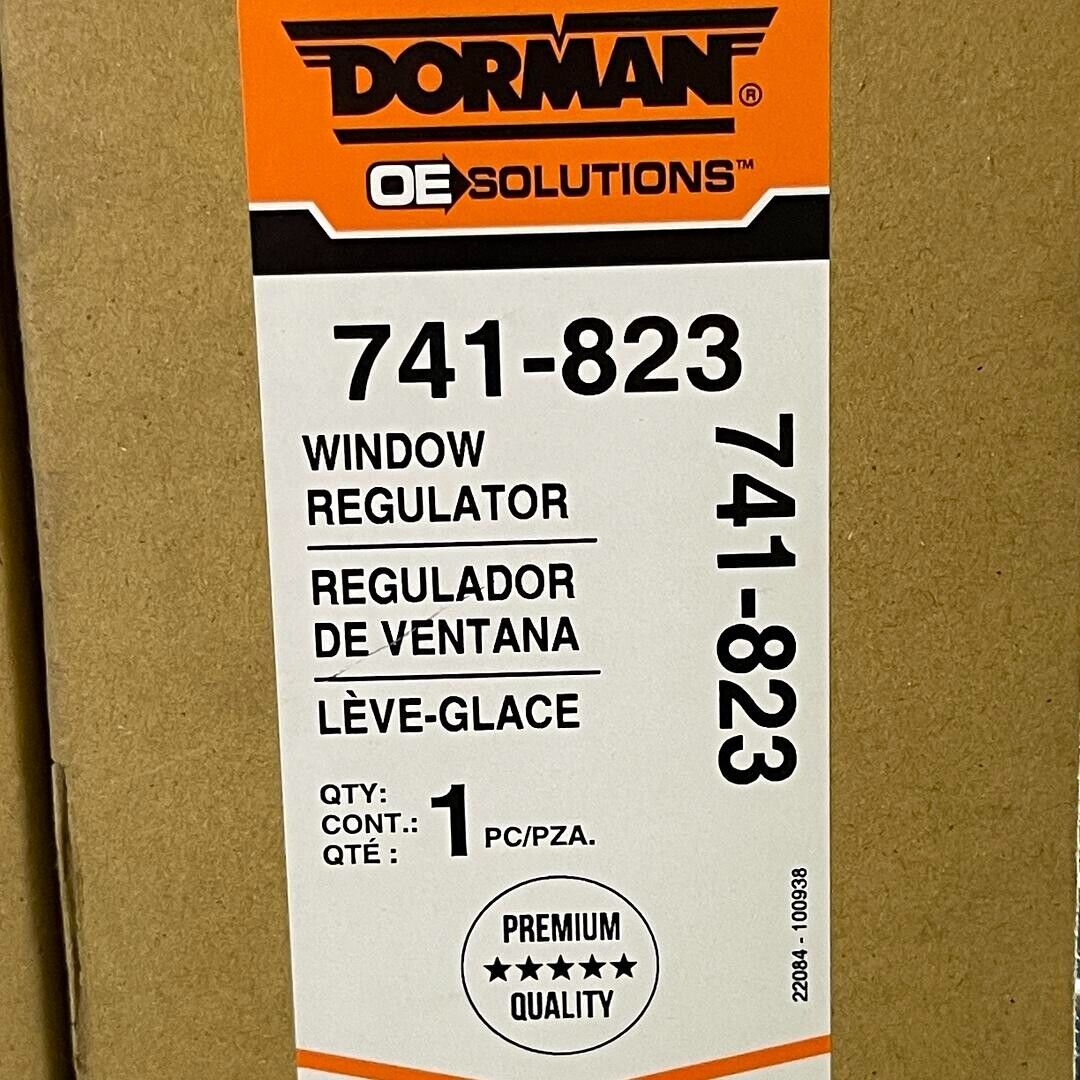 DORMAN®
OE SOLUTIONS™
741-823
WINDOW
REGULATOR
REGULADOR
DE VENTANA
LÈVE-GLACE
QTY:
CONT.: 1 PC/PZA.
QTÉ :
PREMIUM
★★★★★
QUALITY
741-823
22084 - 100938